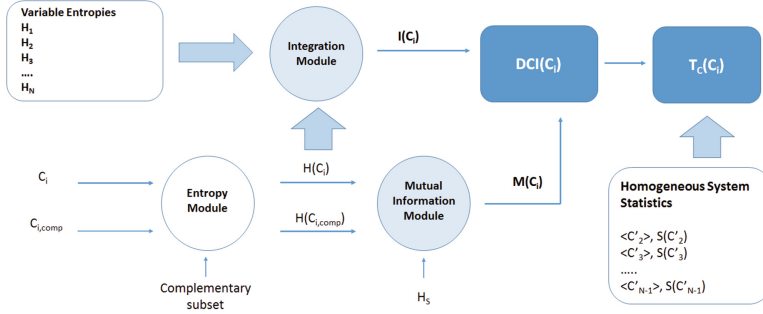 Variable Entropies
H1
H2
H3
....
HN
Integration
Module
I(Ci)
DCI(Ci)
TC(Ci)
Ci
Ci,comp
Entropy
Module
H(Ci)
H(Ci,comp)
Mutual
Information
Module
M(Ci)
Complementary
subset
HS
Homogeneous System
Statistics
<C'2>, S(C'2)
<C'3>, S(C'3)
.....
<C'N-1>, S(C'N-1)